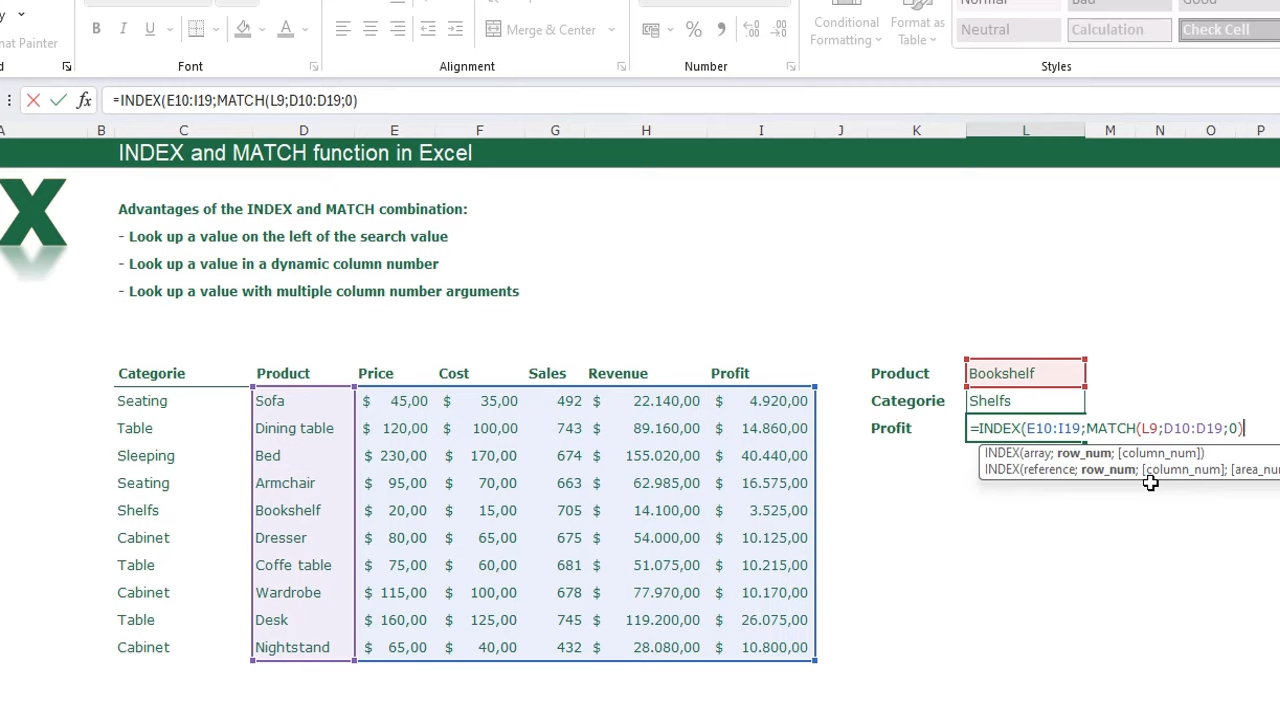 Normal Bad Good
B I U
Merge & Center
Conditional Formatting
Format as Table
Neutral Calculation Check Cell
at Painter
Font Alignment Number Styles
fx =INDEX(E10:I19;MATCH(L9;D10:D19;0)
A B C D E F G H I J K L M N O P
INDEX and MATCH function in Excel
X
Advantages of the INDEX and MATCH combination:
- Look up a value on the left of the search value
- Look up a value in a dynamic column number
- Look up a value with multiple column number arguments
Categorie Product Price Cost Sales Revenue Profit Product Bookshelf
Seating Sofa $ 45,00 $ 35,00 492 $ 22.140,00 $ 4.920,00 Categorie Shelfs
Table Dining table $ 120,00 $ 100,00 743 $ 89.160,00 $ 14.860,00 Profit =INDEX(E10:I19;MATCH(L9;D10:D19;0)
Sleeping Bed $ 230,00 $ 170,00 674 $ 155.020,00 $ 40.440,00 INDEX(array; row_num; [column_num])
INDEX(reference; row_num; [column_num]; [area_nu
Seating Armchair $ 95,00 $ 70,00 663 $ 62.985,00 $ 16.575,00
Shelfs Bookshelf $ 20,00 $ 15,00 705 $ 14.100,00 $ 3.525,00
Cabinet Dresser $ 80,00 $ 65,00 675 $ 54.000,00 $ 10.125,00
Table Coffe table $ 75,00 $ 60,00 681 $ 51.075,00 $ 10.215,00
Cabinet Wardrobe $ 115,00 $ 100,00 678 $ 77.970,00 $ 10.170,00
Table Desk $ 160,00 $ 125,00 745 $ 119.200,00 $ 26.075,00
Cabinet Nightstand $ 65,00 $ 40,00 432 $ 28.080,00 $ 10.800,00